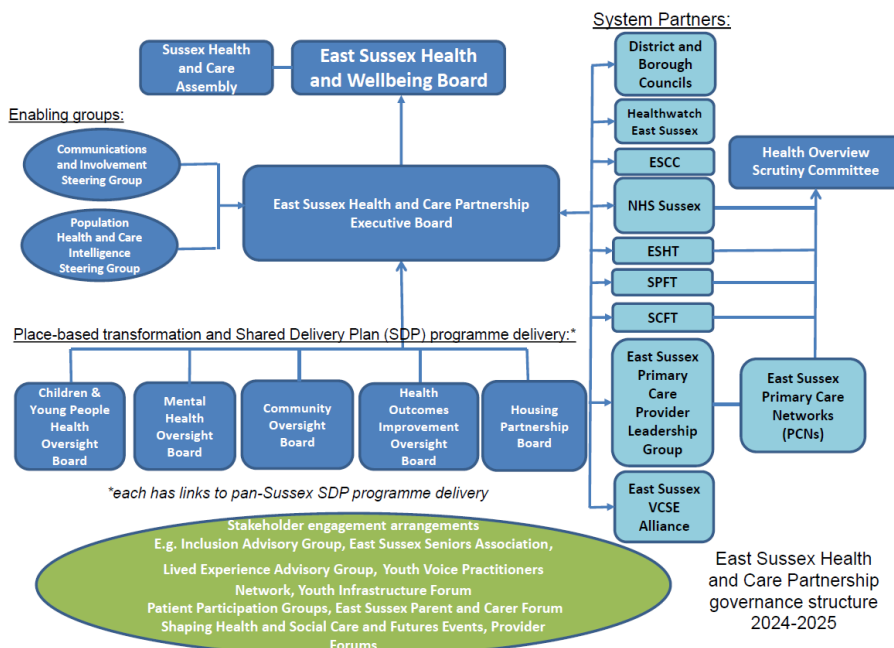 System Partners:
Sussex Health
and Care
Assembly
East Sussex Health
and Wellbeing Board
District and
Borough
Councils
Enabling groups:
Healthwatch
East Sussex
Communications
and Involvement
Steering Group
ESCC
Health Overview
Scrutiny Committee
East Sussex Health and Care Partnership
Executive Board
NHS Sussex
Population
Health and Care
Intelligence
Steering Group
ESHT
SPFT
SCFT
Place-based transformation and Shared Delivery Plan (SDP) programme delivery:*
Children &
Young People
Health
Oversight
Board
Mental
Health
Oversight
Board
Community
Oversight
Board
Health
Outcomes
Improvement
Oversight Board
Housing
Partnership
Board
East Sussex
Primary
Care
Provider
Leadership
Group
East Sussex
Primary Care
Networks
(PCNs)
*each has links to pan-Sussex SDP programme delivery
East Sussex
VCSE
Alliance
Stakeholder engagement arrangements
E.g. Inclusion Advisory Group, East Sussex Seniors Association,
Lived Experience Advisory Group, Youth Voice Practitioners
Network, Youth Infrastructure Forum
Patient Participation Groups, East Sussex Parent and Carer Forum
Shaping Health and Social Care and Futures Events, Provider
Forums
East Sussex Health
and Care Partnership
governance structure
2024-2025